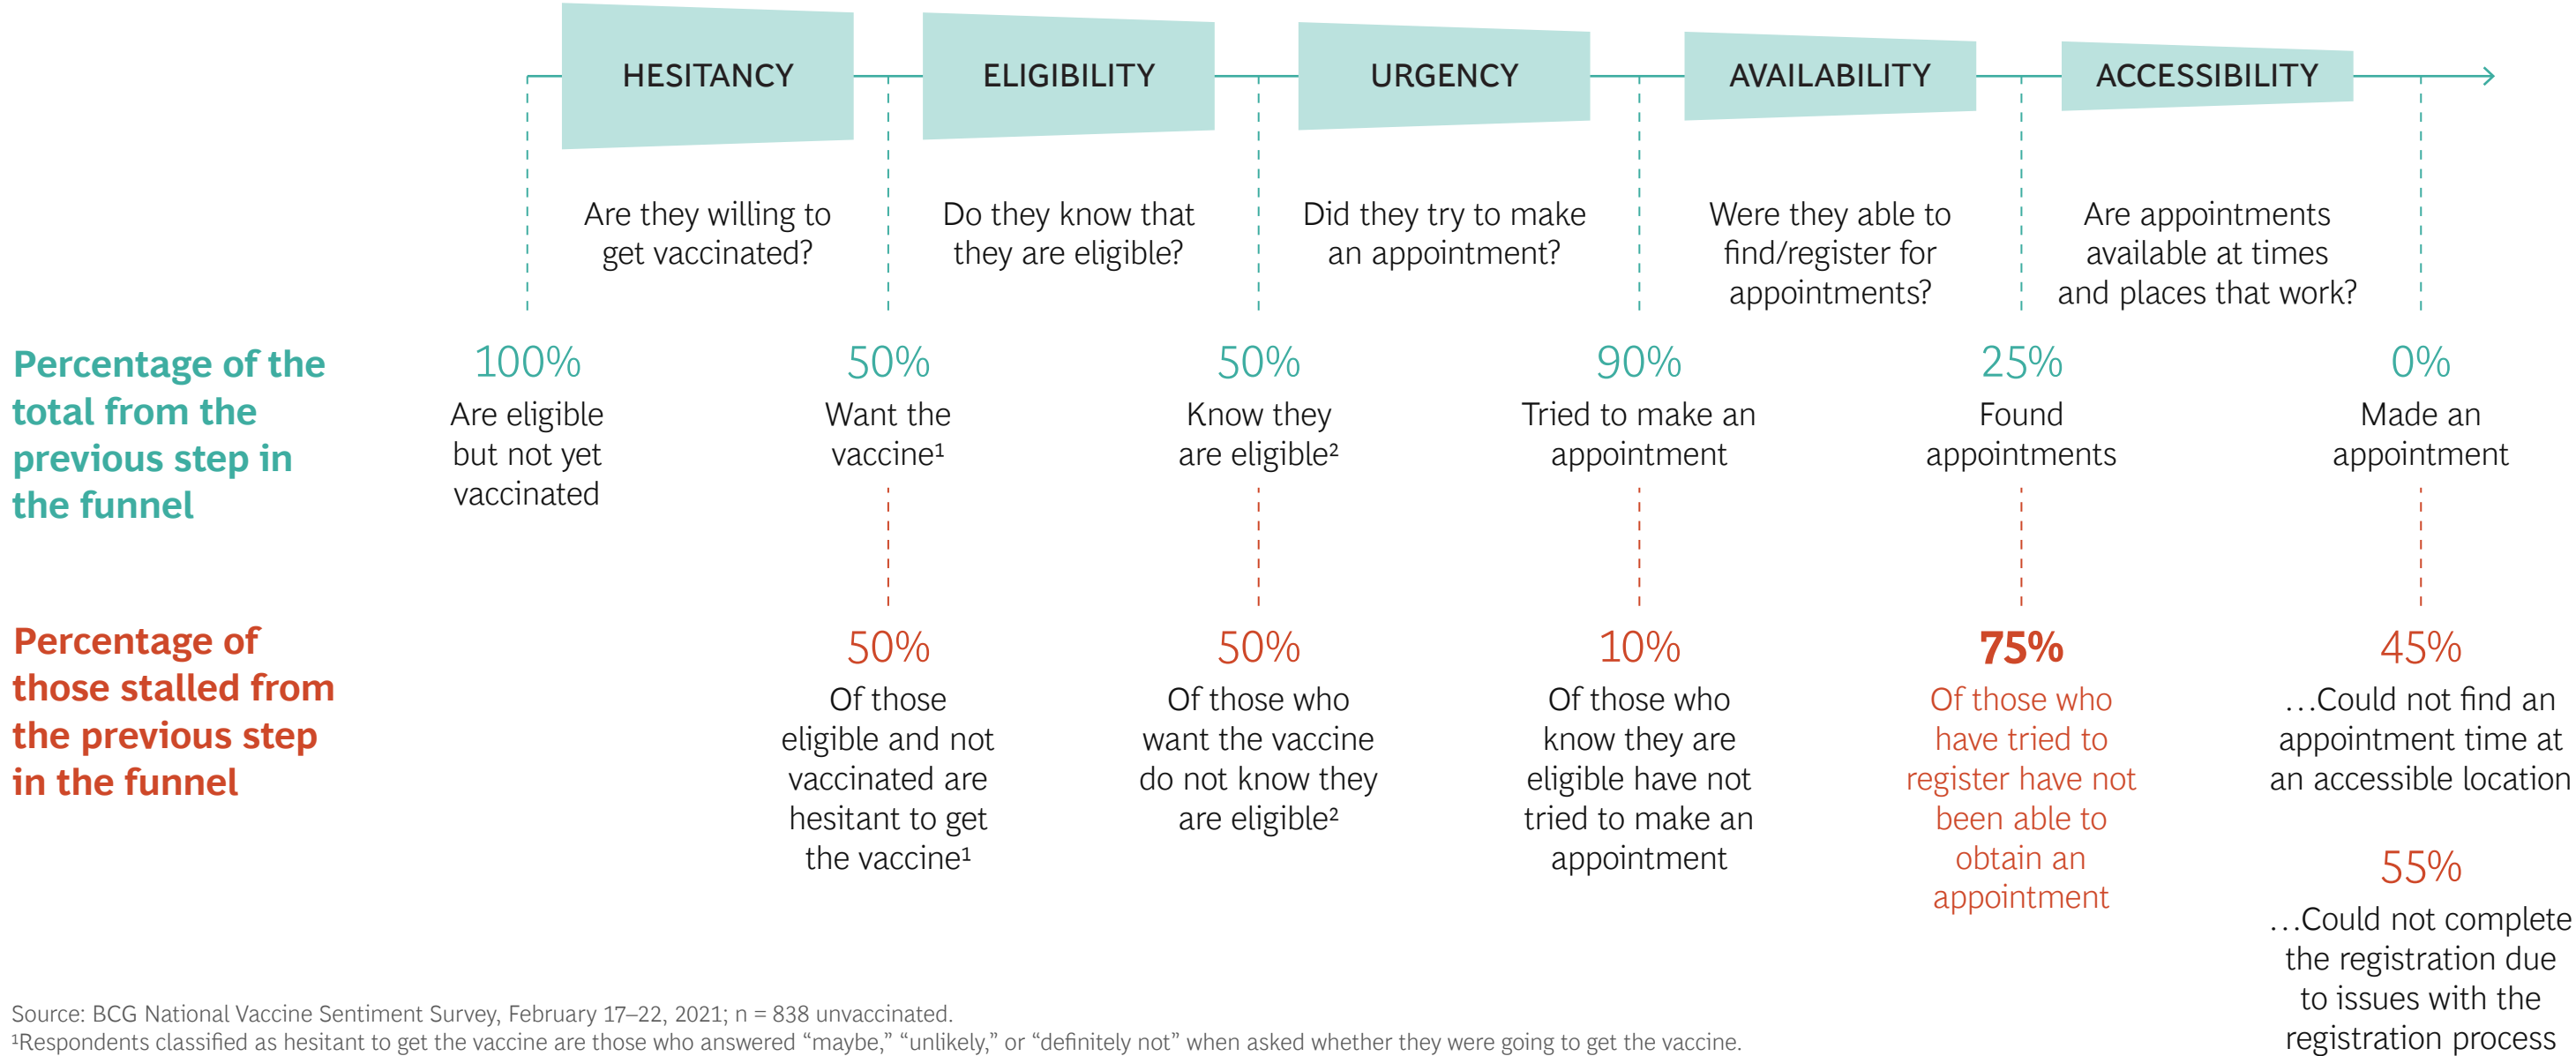 HESITANCY
ELIGIBILITY
URGENCY
AVAILABILITY
ACCESSIBILITY
Are they willing to
get vaccinated?
Do they know that
they are eligible?
Did they try to make
an appointment?
Were they able to
find/register for
appointments?
Are appointments
available at times
and places that work?
Percentage of the
total from the
previous step in
the funnel
100%
Are eligible
but not yet
vaccinated
50%
Want the
vaccine¹
50%
Know they
are eligible²
90%
Tried to make an
appointment
25%
Found
appointments
0%
Made an
appointment
Percentage of
those stalled from
the previous step
in the funnel
50%
Of those
eligible and not
vaccinated are
hesitant to get
the vaccine¹
50%
Of those who
want the vaccine
do not know they
are eligible²
10%
Of those who
know they are
eligible have not
tried to make an
appointment
75%
Of those who
have tried to
register have not
been able to
obtain an
appointment
45%
…Could not find an
appointment time at
an accessible location
55%
…Could not complete
the registration due
to issues with the
registration process
Source: BCG National Vaccine Sentiment Survey, February 17–22, 2021; n = 838 unvaccinated.
¹Respondents classified as hesitant to get the vaccine are those who answered “maybe,” “unlikely,” or “definitely not” when asked whether they were going to get the vaccine.